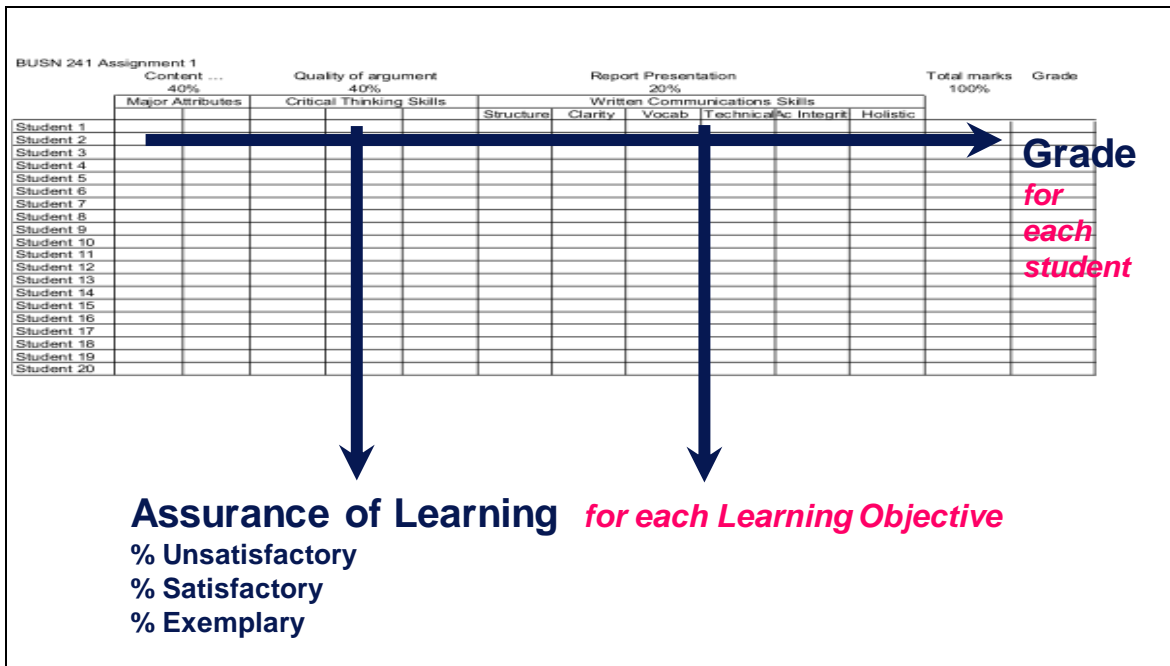 BUSN 241 Assignment 1
Content ... Quality of argument Report Presentation Total marks Grade
40% 40% 20% 100%
Major Attributes Critical Thinking Skills Written Communications Skills
Structure Clarity Vocab Technical Ac Integrit Holistic
Student 1
Student 2
Student 3
Student 4
Student 5
Student 6
Student 7
Student 8
Student 9
Student 10
Student 11
Student 12
Student 13
Student 14
Student 15
Student 16
Student 17
Student 18
Student 19
Student 20
Grade
for
each
student
Assurance of Learning for each Learning Objective
% Unsatisfactory
% Satisfactory
% Exemplary